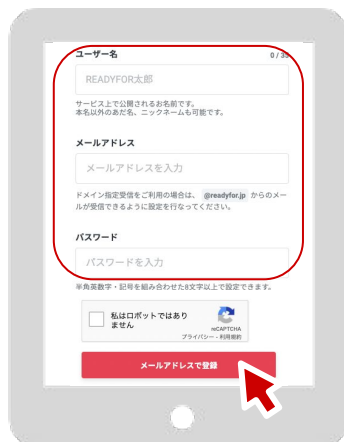 ユーザー名 0 / 35
READYFOR太郎
サービス上で公開されるお名前です。
本名以外のあだ名、ニックネームも可能です。
メールアドレス
メールアドレスを入力
ドメイン指定受信をご利用の場合は、 @readyfor.jp からのメー
ルが受信できるように設定を行なってください。
パスワード
パスワードを入力
半角英数字・記号を組み合わせた8文字以上で設定できます。
私はロボットではあり
ません
reCAPTCHA
プライバシー - 利用規約
メールアドレスで登録